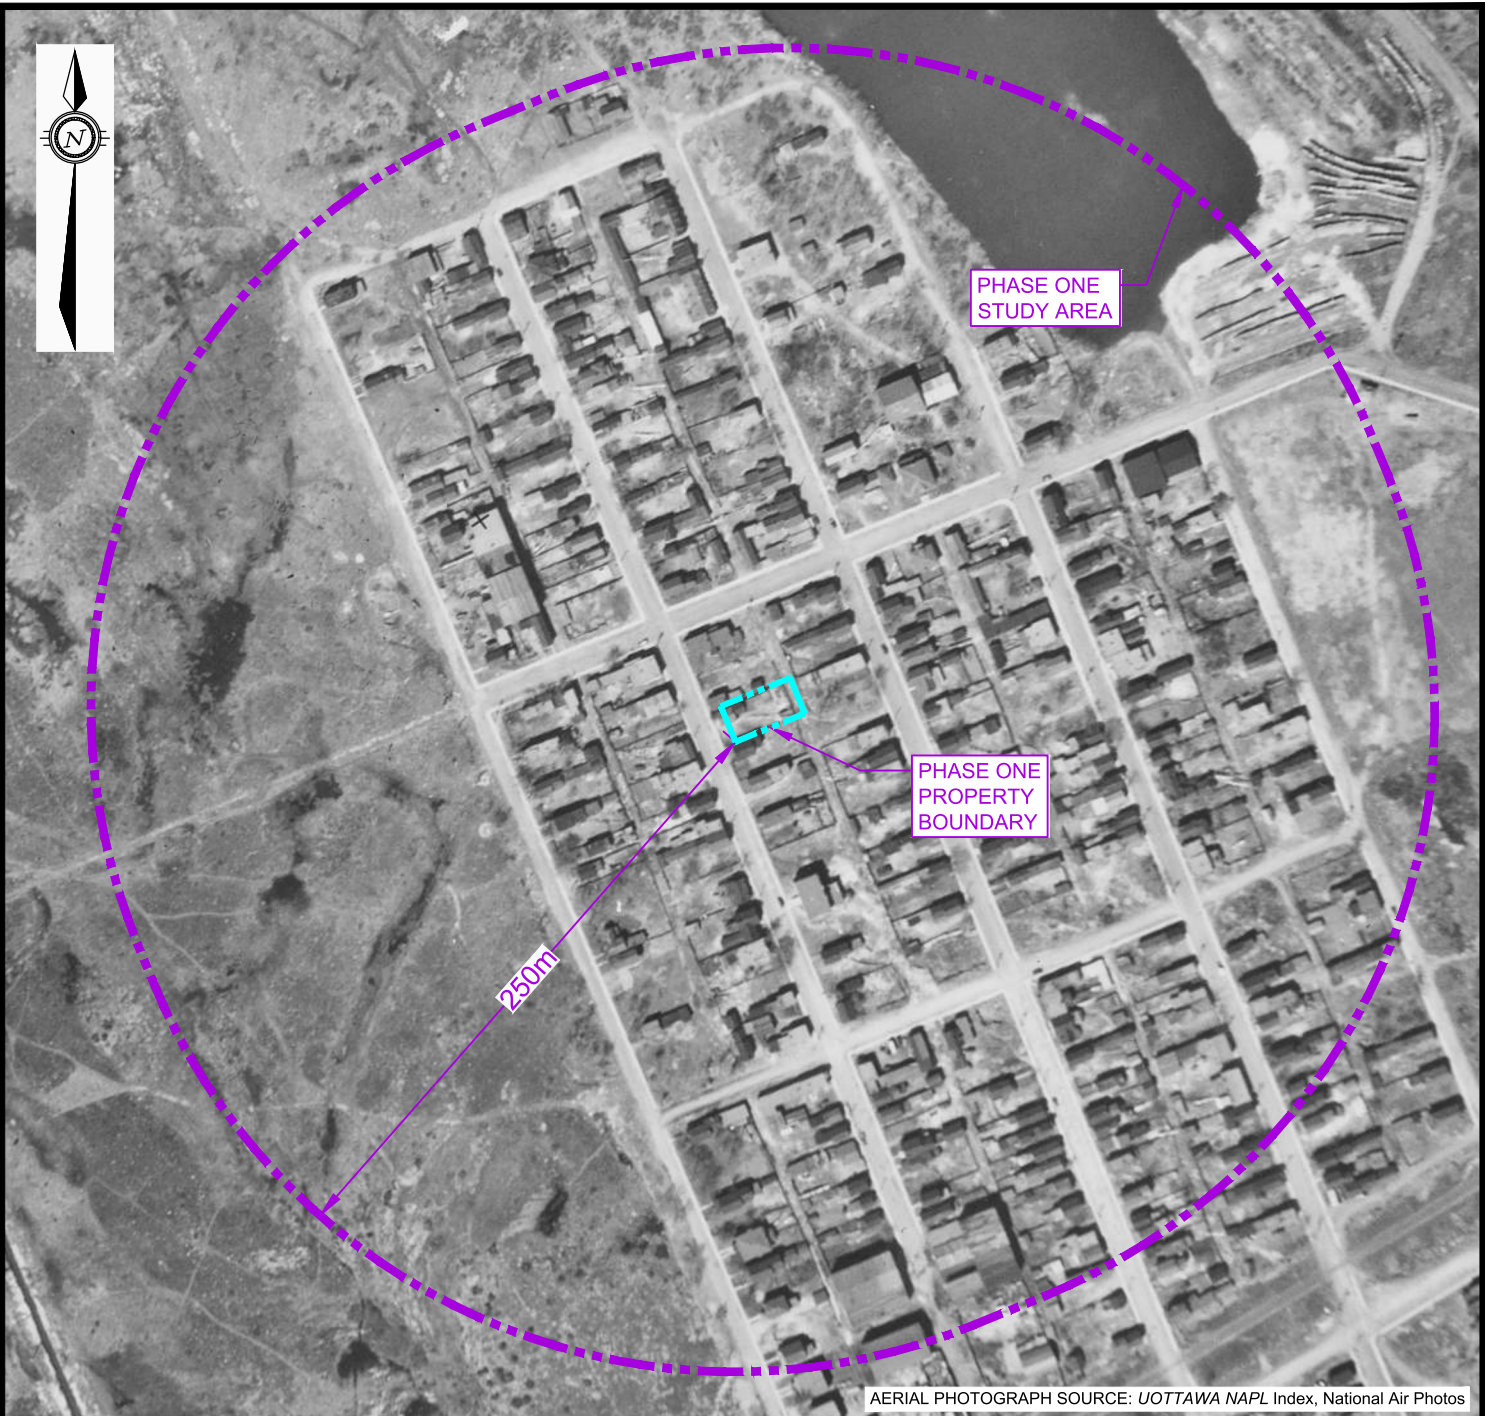 N
PHASE ONE
STUDY AREA
PHASE ONE
PROPERTY
BOUNDARY
250m
AERIAL PHOTOGRAPH SOURCE: UOTTAWA NAPL Index, National Air Photos